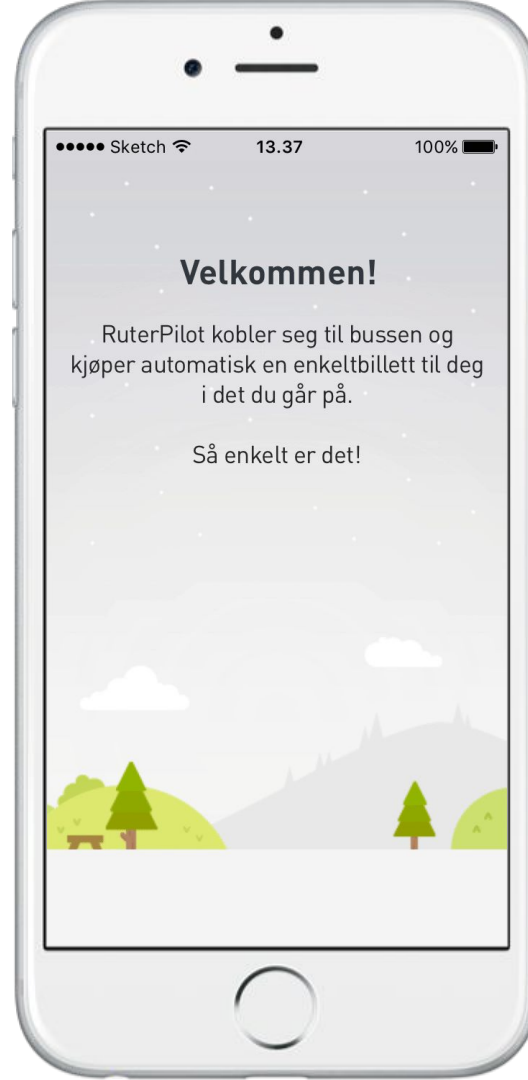 ●●●●● Sketch 13.37 100%
Velkommen!
RuterPilot kobler seg til bussen og
kjøper automatisk en enkeltbillett til deg
i det du går på.
Så enkelt er det!